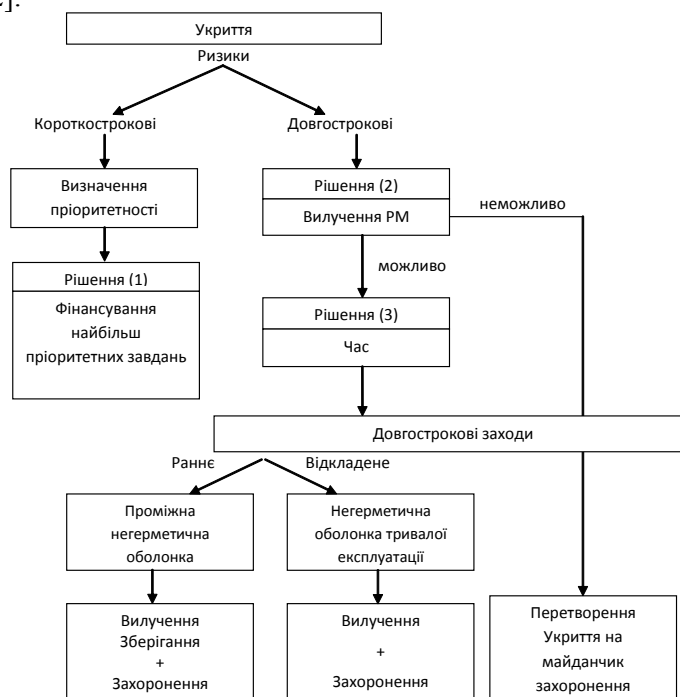 ].
Укриття
Ризики
Короткострокові
Довгострокові
Визначення
пріоритетності
Рішення (2)
Вилучення РМ
неможливо
можливо
Рішення (1)
Фінансування
найбільш
пріоритетних завдань
Рішення (3)
Час
Довгострокові заходи
Раннє
Відкладене
Проміжна
негерметична
оболонка
Негерметична
оболонка тривалої
експлуатації
Вилучення
Зберігання
+
Захоронення
Вилучення
+
Захоронення
Перетворення
Укриття на
майданчик
захоронення